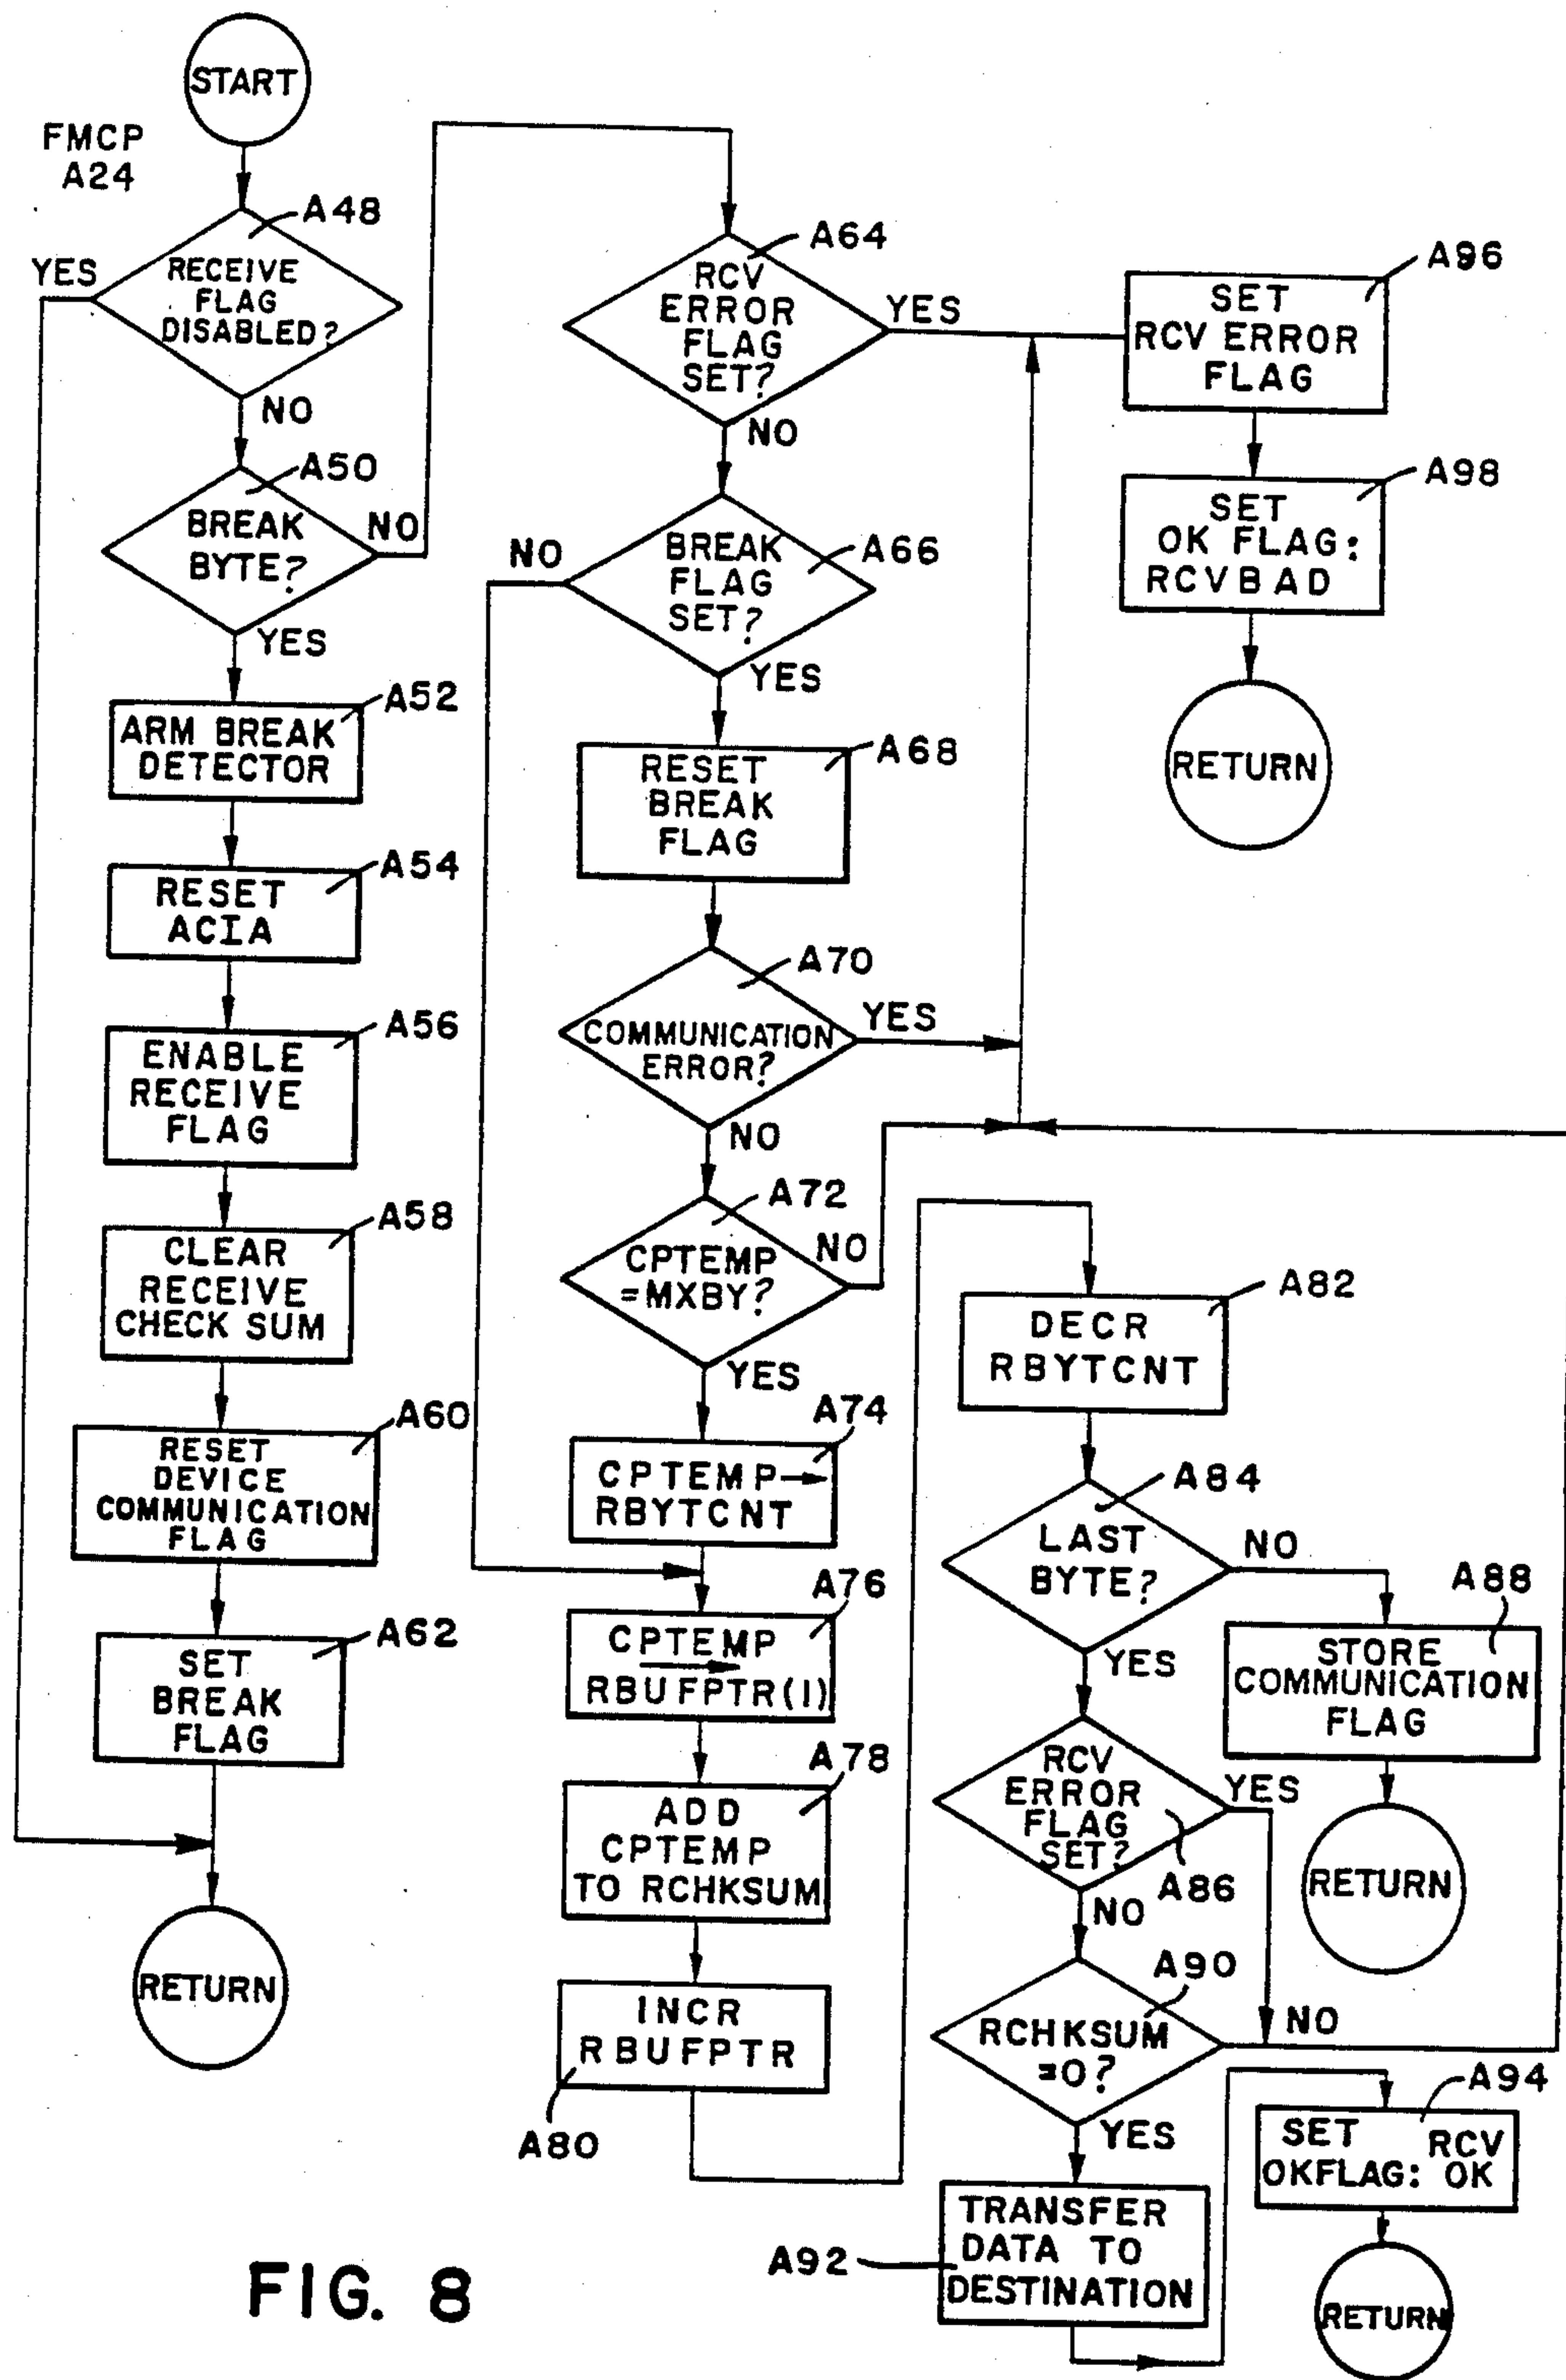 START
FMCP
A24
A48
YES
RECEIVE
FLAG
DISABLED?
NO
A50
BREAK
BYTE?
NO
YES
A52
ARM BREAK
DETECTOR
A54
RESET
ACIA
A56
ENABLE
RECEIVE
FLAG
A58
CLEAR
RECEIVE
CHECK SUM
A60
RESET
DEVICE
COMMUNICATION
FLAG
A62
SET
BREAK
FLAG
RETURN
A64
RCV
ERROR
FLAG
SET?
YES
NO
A66
NO
BREAK
FLAG
SET?
YES
A68
RESET
BREAK
FLAG
A70
COMMUNICATION
ERROR?
YES
NO
A72
CPTEMP
=MXBY?
NO
YES
A74
CPTEMP→
RBYTCNT
A76
CPTEMP
→
RBUFPTR(1)
A78
ADD
CPTEMP
TO RCHKSUM
INCR
RBUFPTR
A80
A96
SET
RCV ERROR
FLAG
A98
SET
OK FLAG:
RCVBAD
RETURN
A82
DECR
RBYTCNT
A84
LAST
BYTE?
NO
YES
A88
STORE
COMMUNICATION
FLAG
RETURN
RCV
ERROR
FLAG
SET?
YES
A86
NO
A90
RCHKSUM
=0?
NO
YES
A92
TRANSFER
DATA TO
DESTINATION
A94
SET RCV
OKFLAG: OK
RETURN
FIG. 8